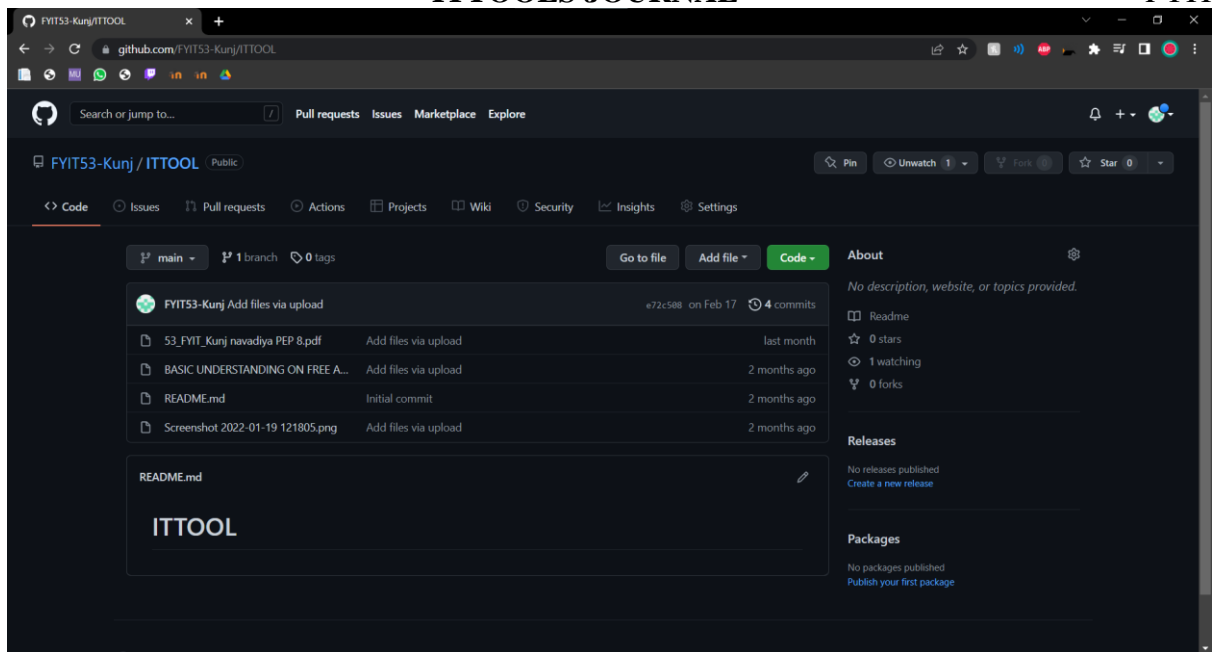 FYIT53-Kunj/ITTOOL
github.com/FYIT53-Kunj/ITTOOL
MU
Search or jump to... / Pull requests Issues Marketplace Explore
FYIT53-Kunj / ITTOOL Public Pin Unwatch 1 Fork 0 Star 0
<> Code Issues Pull requests Actions Projects Wiki Security Insights Settings
main 1 branch 0 tags Go to file Add file Code About
No description, website, or topics provided.
FYIT53-Kunj Add files via upload e72c508 on Feb 17 4 commits
Readme
53_FYIT_Kunj navadiya PEP 8.pdf Add files via upload last month
0 stars
1 watching
BASIC UNDERSTANDING ON FREE A... Add files via upload 2 months ago
0 forks
README.md Initial commit 2 months ago
Screenshot 2022-01-19 121805.png Add files via upload 2 months ago
Releases
No releases published
Create a new release
README.md
ITTOOL
Packages
No packages published
Publish your first package